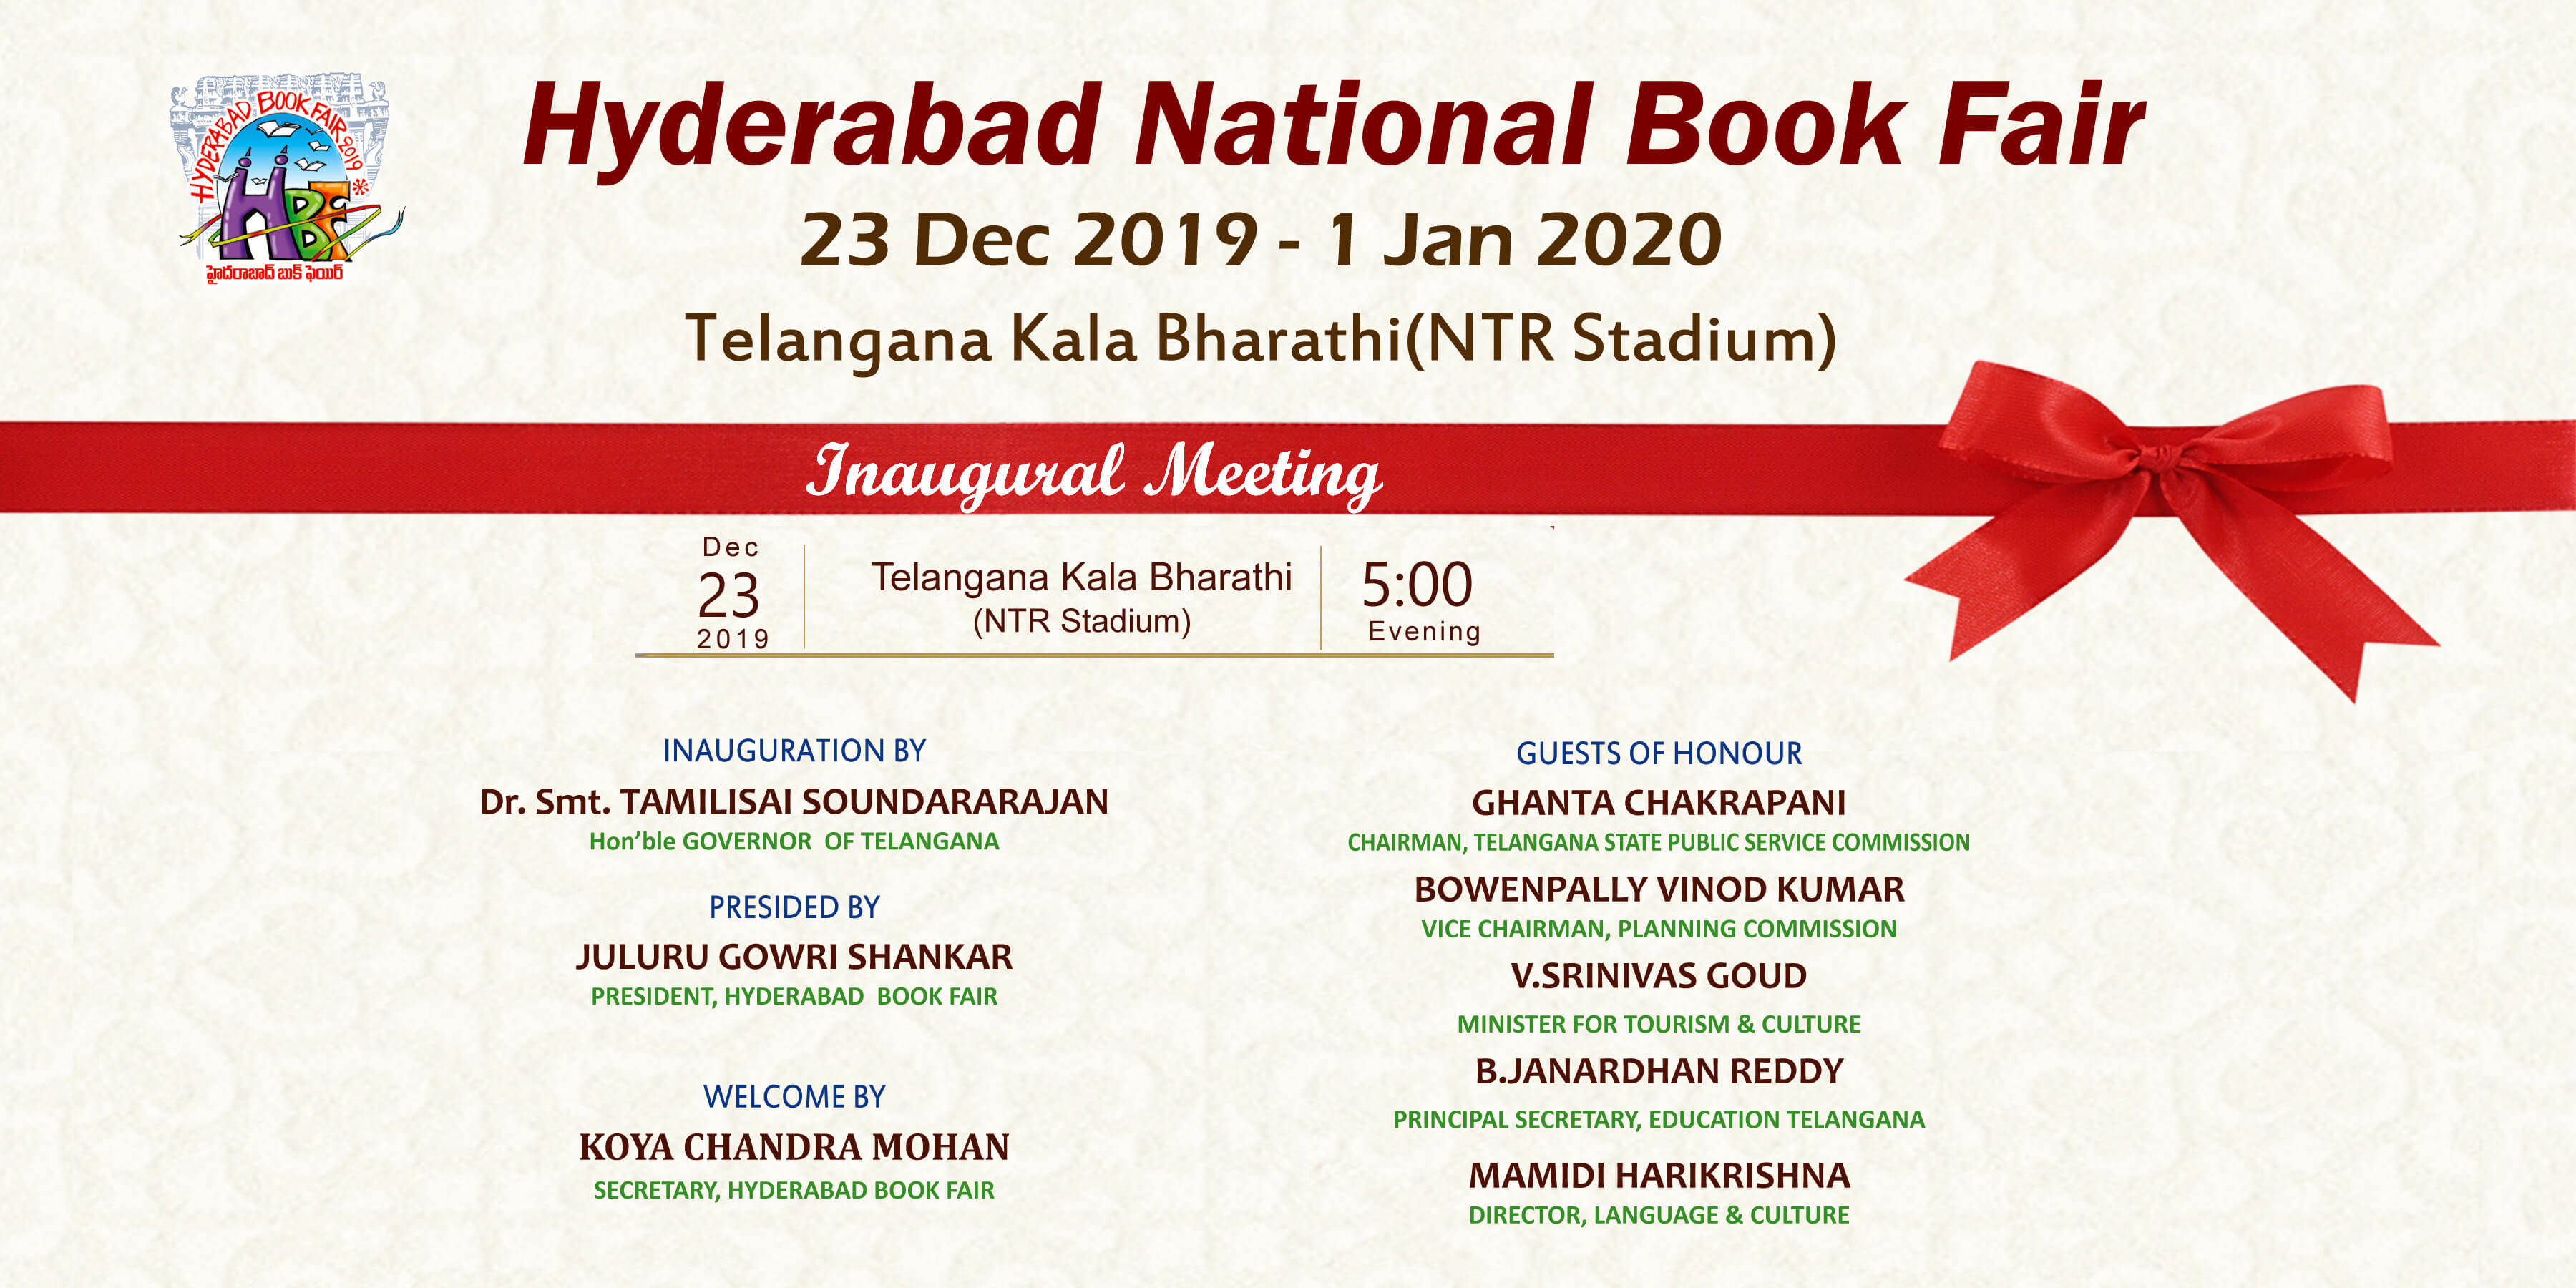 HYDERABAD BOOK FAIR 2019
HBF
హైదరాబాద్ బుక్ ఫెయిర్
Hyderabad National Book Fair
23 Dec 2019 - 1 Jan 2020
Telangana Kala Bharathi(NTR Stadium)
Inaugural Meeting
Dec
23
2019
Telangana Kala Bharathi
(NTR Stadium)
5:00
Evening
INAUGURATION BY
Dr. Smt. TAMILISAI SOUNDARARAJAN
Hon’ble GOVERNOR OF TELANGANA
PRESIDED BY
JULURU GOWRI SHANKAR
PRESIDENT, HYDERABAD BOOK FAIR
WELCOME BY
KOYA CHANDRA MOHAN
SECRETARY, HYDERABAD BOOK FAIR
GUESTS OF HONOUR
GHANTA CHAKRAPANI
CHAIRMAN, TELANGANA STATE PUBLIC SERVICE COMMISSION
BOWENPALLY VINOD KUMAR
VICE CHAIRMAN, PLANNING COMMISSION
V.SRINIVAS GOUD
MINISTER FOR TOURISM & CULTURE
B.JANARDHAN REDDY
PRINCIPAL SECRETARY, EDUCATION TELANGANA
MAMIDI HARIKRISHNA
DIRECTOR, LANGUAGE & CULTURE